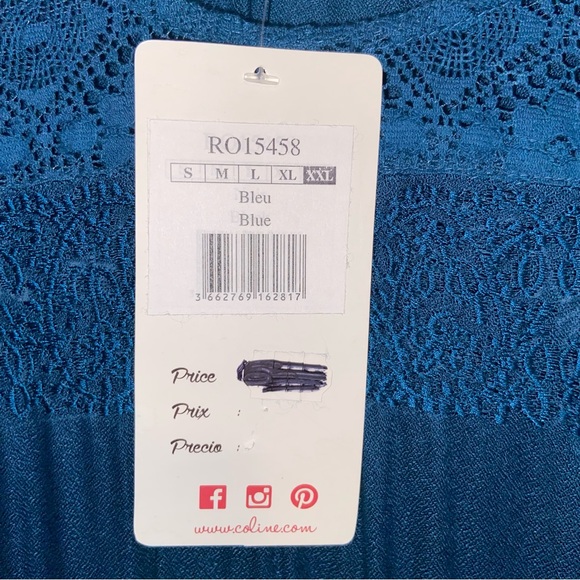 RO15458
S M L XL XXL
Bleu
Blue
3 662769 162817
Price
Prix :
Precio :
www.coline.com